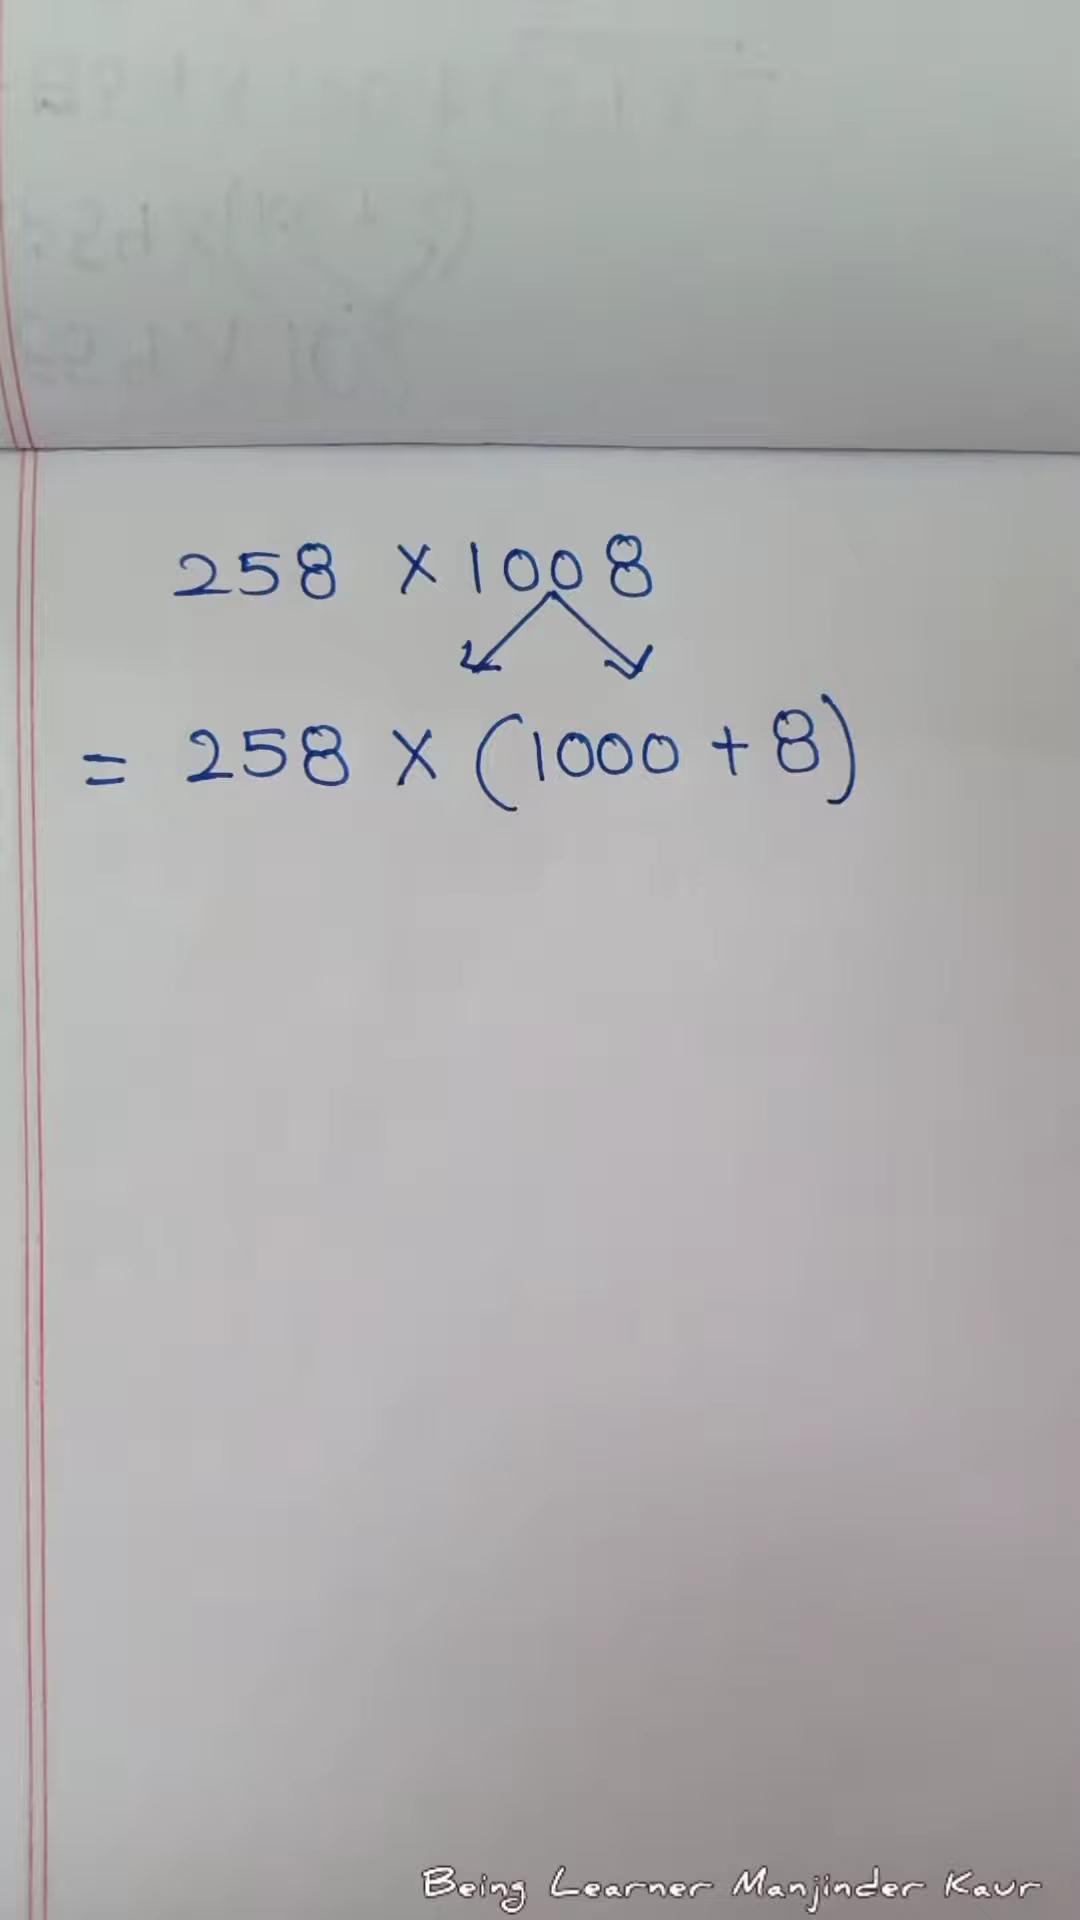 258 × 1008
= 258 × (1000 + 8)
Being Learner Manjinder Kaur